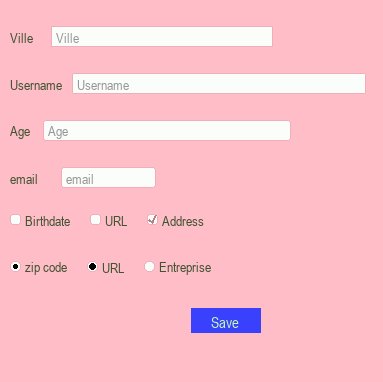 Ville Ville
Username Username
Age Age
email email
Birthdate URL Address
zip code URL Entreprise
Save